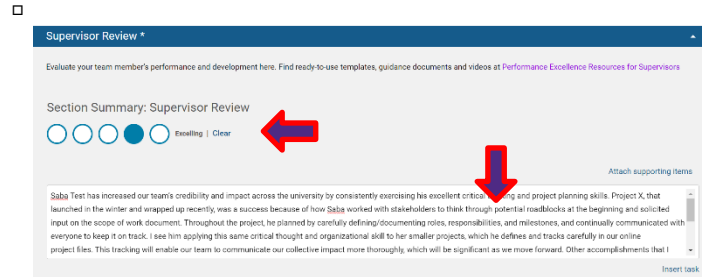 Supervisor Review *
Evaluate your team member's performance and development here. Find ready-to-use templates, guidance documents and videos at Performance Excellence Resources for Supervisors
Section Summary: Supervisor Review
Excelling | Clear
Attach supporting items
Saba Test has increased our team's credibility and impact across the university by consistently exercising his excellent critical and project planning skills. Project X, that
launched in the winter and wrapped up recently, was a success because of how Saba worked with stakeholders to think through potential roadblocks at the beginning and solicited
input on the scope of work document. Throughout the project, he planned by carefully defining/documenting roles, responsibilities, and milestones, and continually communicated with
everyone to keep it on track. I see him applying this same critical thought and organizational skill to her smaller projects, which he defines and tracks carefully in our online
project files. This tracking will enable our team to communicate our collective impact more thoroughly, which will be significant as we move forward. Other accomplishments that I
Insert task